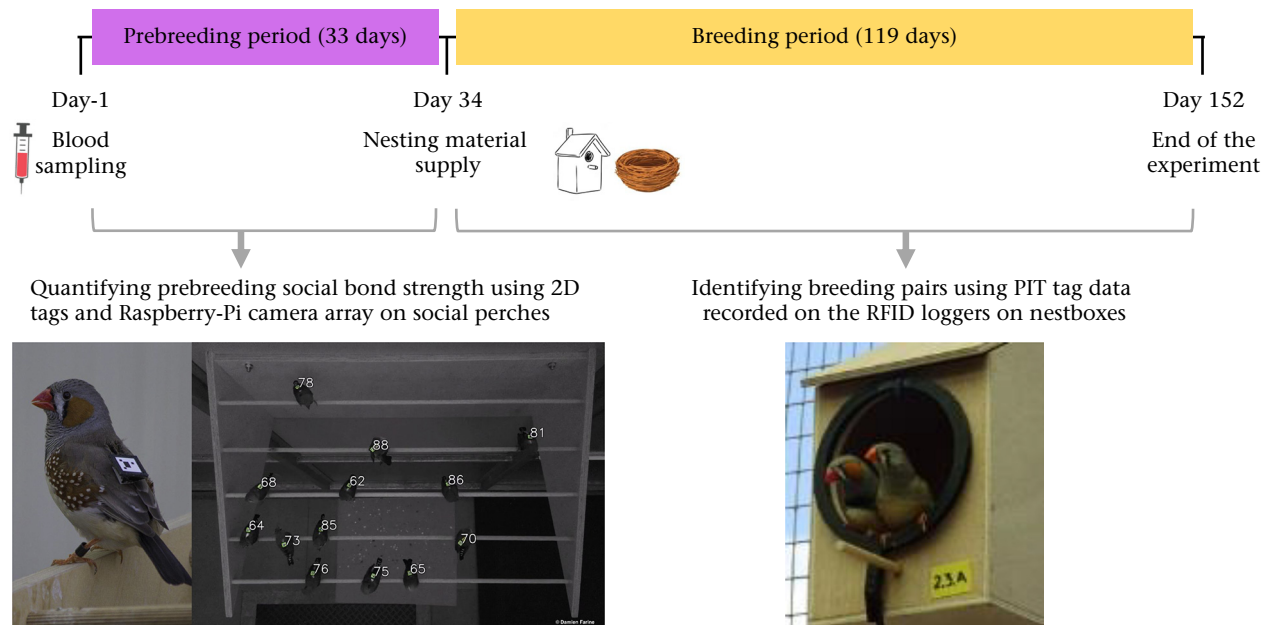 Prebreeding period (33 days)
Breeding period (119 days)
Day-1
Day 34
Day 152
Blood
sampling
Nesting material
supply
End of the
experiment
Quantifying prebreeding social bond strength using 2D
tags and Raspberry-Pi camera array on social perches
Identifying breeding pairs using PIT tag data
recorded on the RFID loggers on nestboxes
78
81
88
68
62
86
64
85
73
70
76
75
65
© Damien Farine
2.3.A